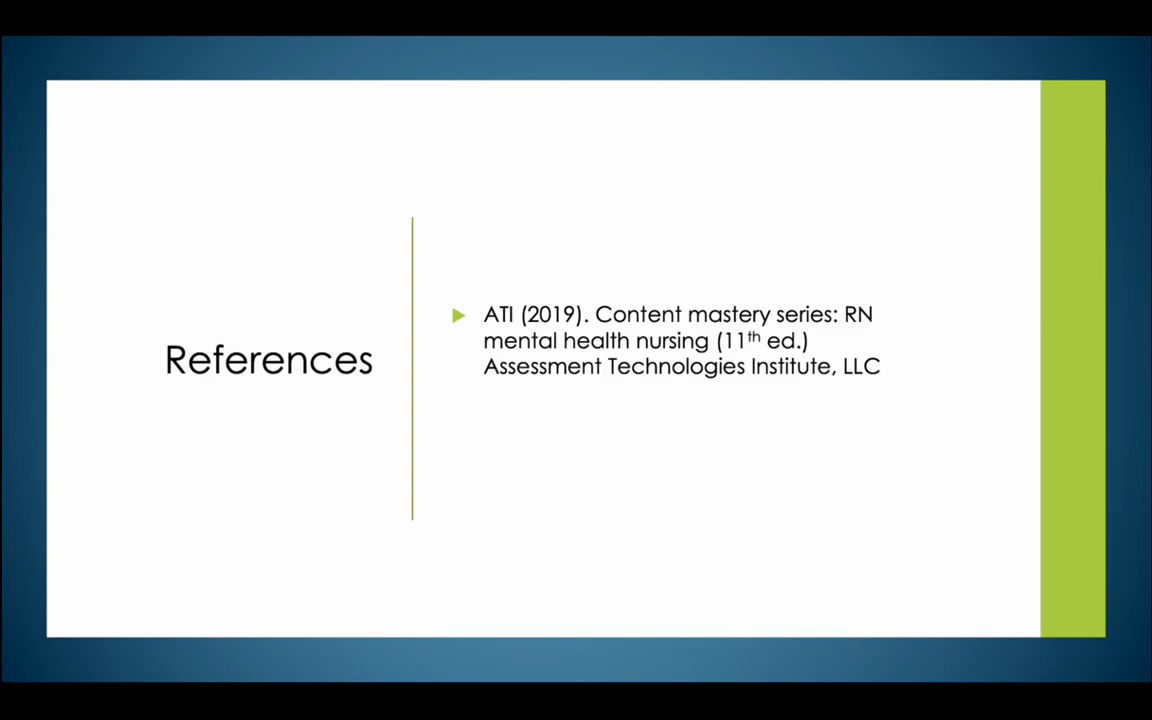 References
ATI (2019). Content mastery series: RN
mental health nursing (11th ed.)
Assessment Technologies Institute, LLC